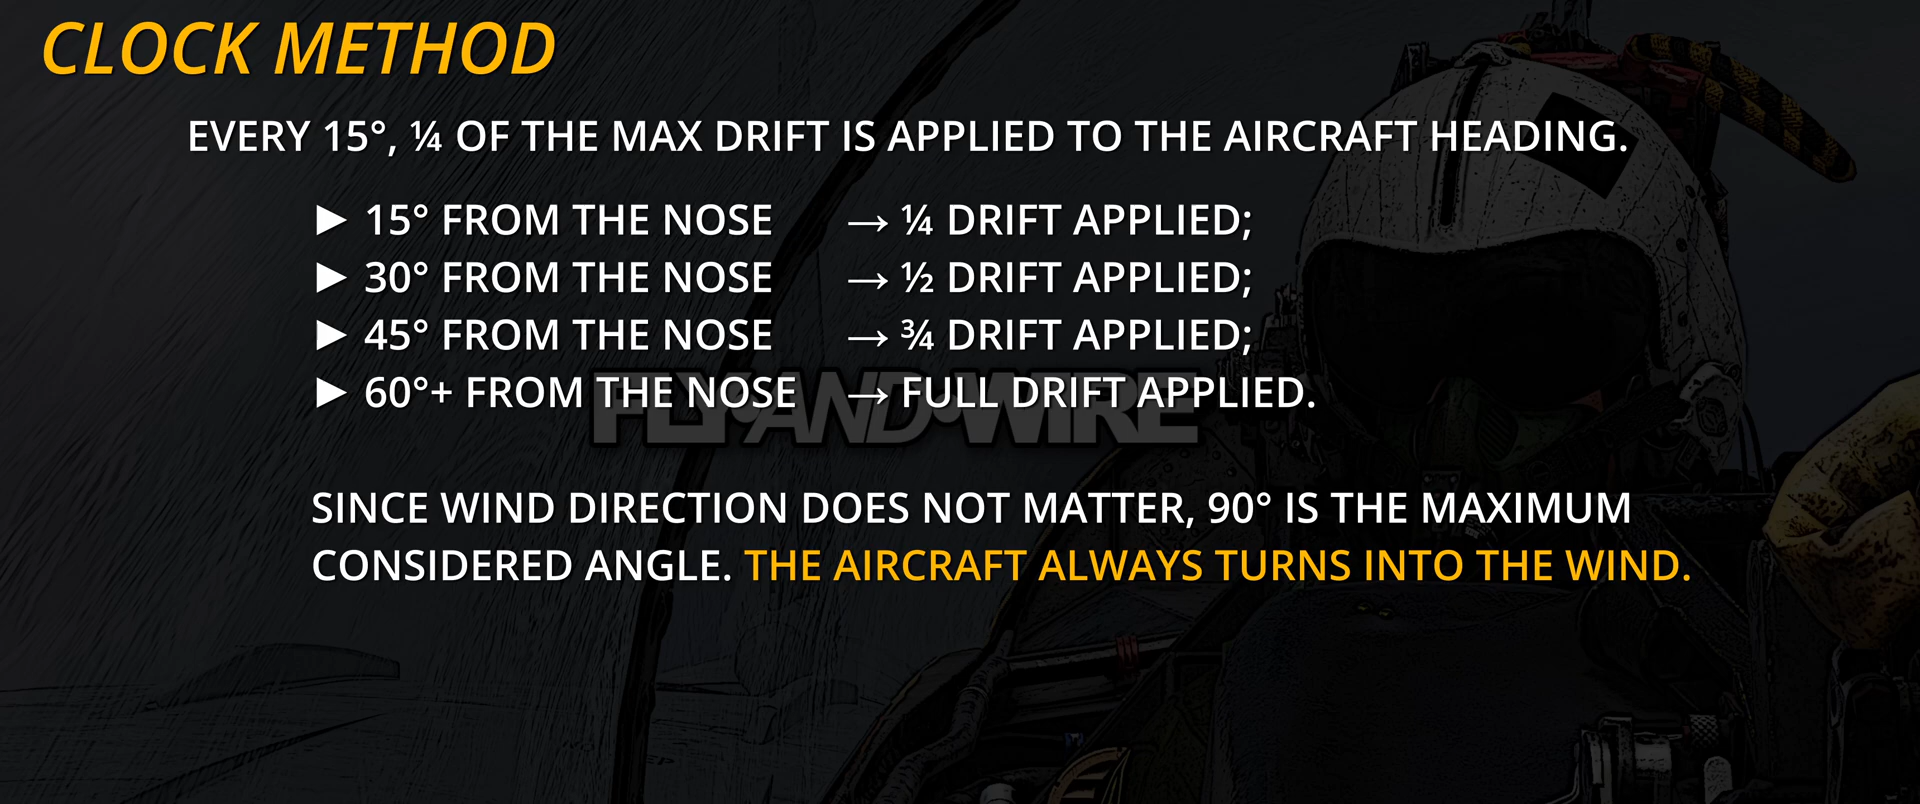 CLOCK METHOD
EVERY 15°, ¼ OF THE MAX DRIFT IS APPLIED TO THE AIRCRAFT HEADING.
► 15° FROM THE NOSE → ¼ DRIFT APPLIED;
► 30° FROM THE NOSE → ½ DRIFT APPLIED;
► 45° FROM THE NOSE → ¾ DRIFT APPLIED;
► 60°+ FROM THE NOSE → FULL DRIFT APPLIED.
FLY·AND·WIRE
SINCE WIND DIRECTION DOES NOT MATTER, 90° IS THE MAXIMUM
CONSIDERED ANGLE. THE AIRCRAFT ALWAYS TURNS INTO THE WIND.